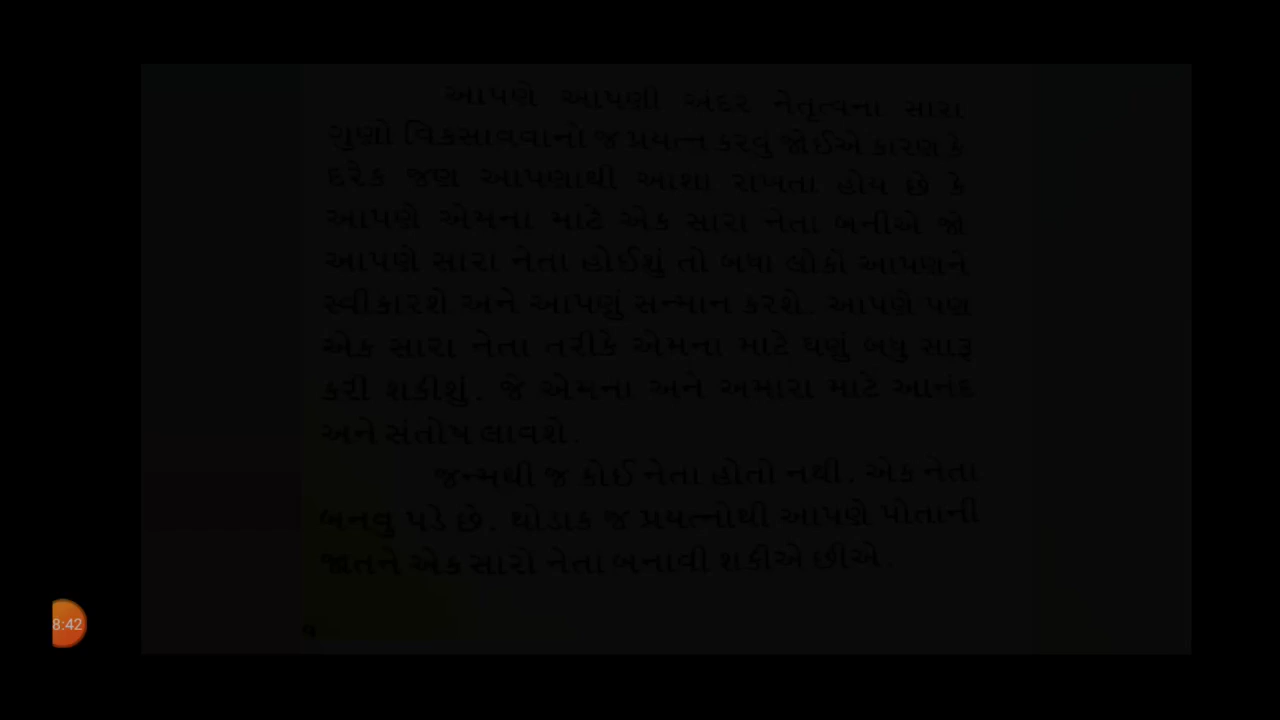 આપણે આપણી અંદર નેતૃત્વના સારા
ગુણો વિકસાવવાનો જ પ્રયત્ન કરવું જોઈએ કારણ કે
દરેક જણ આપણાથી આશા રાખતા હોય છે કે
આપણે એમના માટે એક સારા નેતા બનીએ જો
આપણે સારા નેતા હોઈશું તો બધા લોકો આપણને
સ્વીકારશે અને આપણું સન્માન કરશે. આપણે પણ
એક સારા નેતા તરીકે એમના માટે ઘણું બધુ સારૂ
કરી શકીશું. જે એમના અને અમારા માટે આનંદ
અને સંતોષ લાવશે.
જન્મથી જ કોઈ નેતા હોતો નથી. એક નેતા
બનવુ પડે છે. થોડાક જ પ્રયત્નોથી આપણે પોતાની
જાતને એક સારો નેતા બનાવી શકીએ છીએ.
8:42